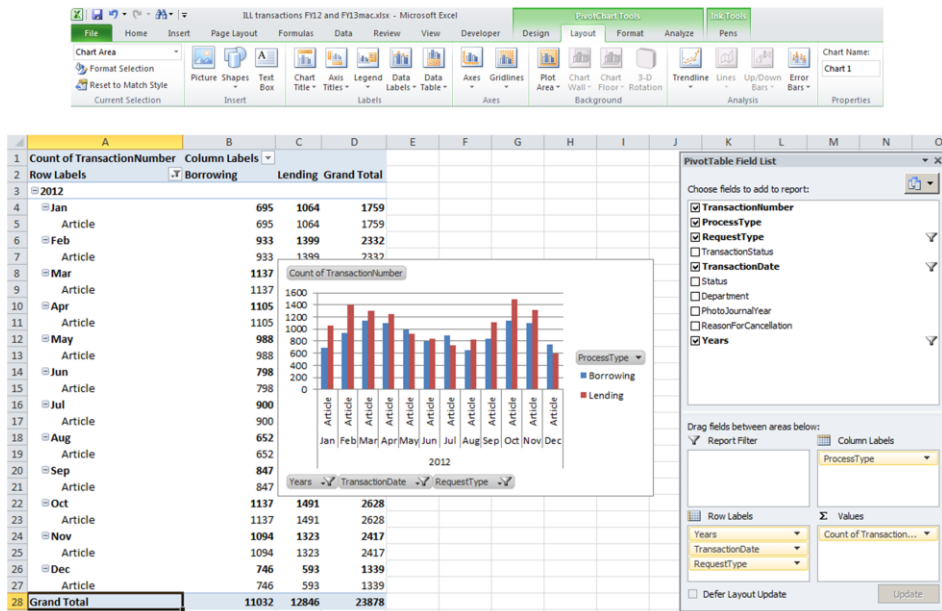 ILL transactions FY12 and FY13mac.xlsx - Microsoft Excel
PivotChart Tools
Ink Tools
File Home Insert Page Layout Formulas Data Review View Developer Design Layout Format Analyze Pens
Chart Area
Format Selection
Reset to Match Style
Current Selection
Picture Shapes Text Box
Insert
Chart Title Axis Titles Legend Data Labels Data Table
Labels
Axes Gridlines
Axes
Plot Area Chart Wall Chart Floor 3-D Rotation
Background
Trendline Lines Up/Down Bars Error Bars
Analysis
Chart Name:
Chart 1
Properties
A B C D E F G H I J K L M N O
1 Count of TransactionNumber Column Labels
2 Row Labels Borrowing Lending Grand Total
3 2012
4 Jan 695 1064 1759
5 Article 695 1064 1759
6 Feb 933 1399 2332
7 Article 933 1399 2332
8 Mar 1137
9 Article 1137
10 Apr 1105
11 Article 1105
12 May 988
13 Article 988
14 Jun 798
15 Article 798
16 Jul 900
17 Article 900
18 Aug 652
19 Article 652
20 Sep 847
21 Article 847
22 Oct 1137 1491 2628
23 Article 1137 1491 2628
24 Nov 1094 1323 2417
25 Article 1094 1323 2417
26 Dec 746 593 1339
27 Article 746 593 1339
28 Grand Total 11032 12846 23878
Count of TransactionNumber
1600
1400
1200
1000
800
600
400
200
0
Article Article Article Article Article Article Article Article Article Article Article Article
Jan Feb Mar Apr May Jun Jul Aug Sep Oct Nov Dec
2012
ProcessType
Borrowing
Lending
Years TransactionDate RequestType
PivotTable Field List
Choose fields to add to report:
TransactionNumber
ProcessType
RequestType
TransactionStatus
TransactionDate
Status
Department
PhotoJournalYear
ReasonForCancellation
Years
Drag fields between areas below:
Report Filter Column Labels
ProcessType
Row Labels Σ Values
Years Count of Transaction...
TransactionDate
RequestType
Defer Layout Update Update